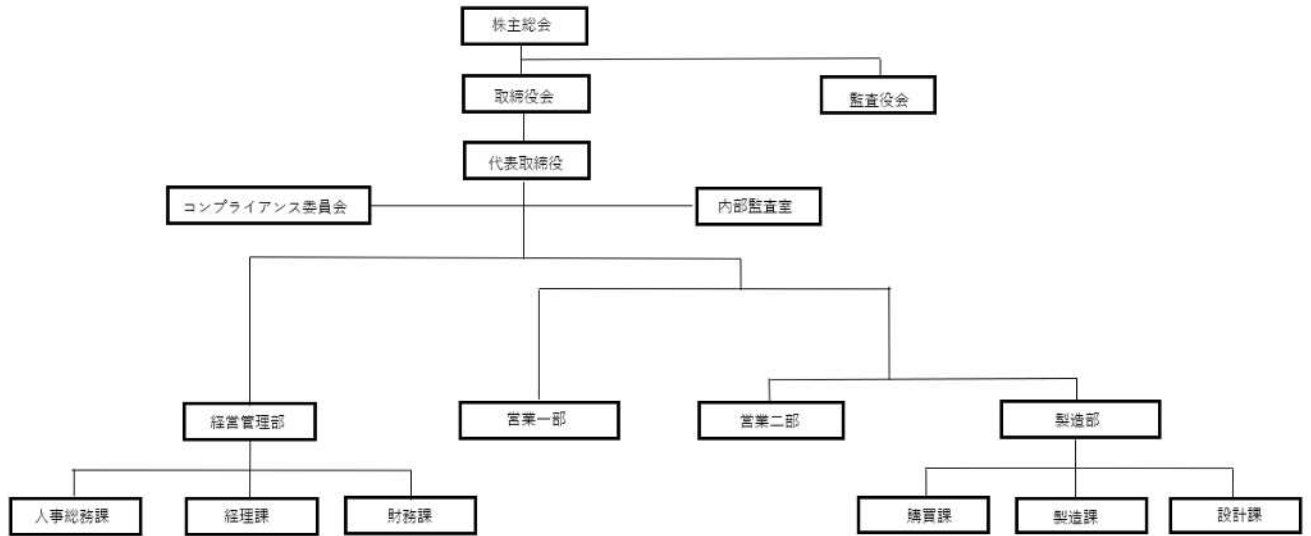 株主総会
取締役会
監査役会
代表取締役
コンプライアンス委員会
内部監査室
経営管理部
営業一部
営業二部
製造部
人事総務課
経理課
財務課
購買課
製造課
設計課